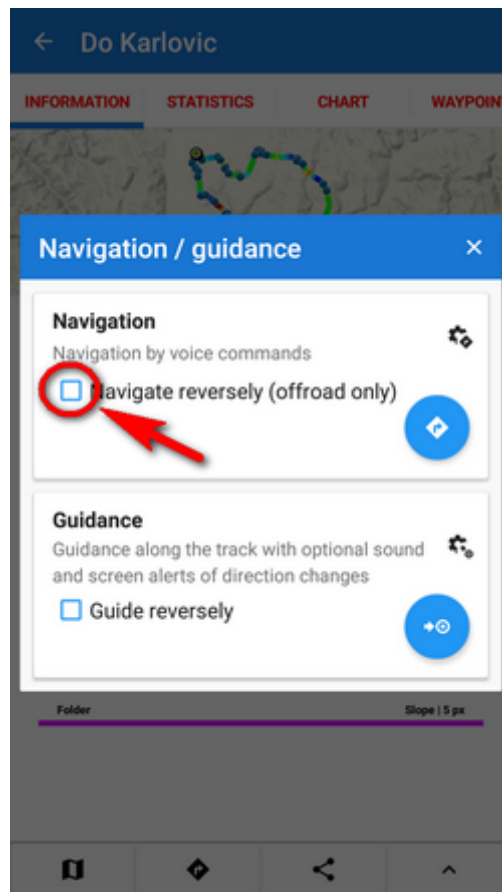 Do Karlovic
INFORMATION STATISTICS CHART WAYPOIN
Navigation / guidance
Navigation
Navigation by voice commands
Navigate reversely (offroad only)
Guidance
Guidance along the track with optional sound
and screen alerts of direction changes
Guide reversely
Folder Slope | 5 px